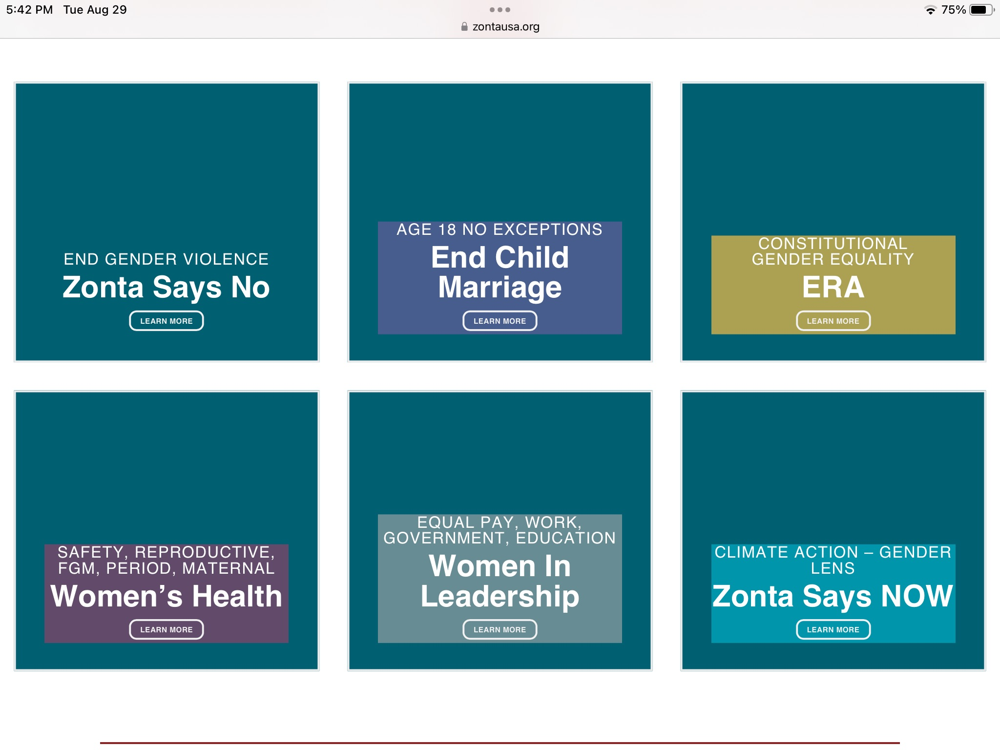 5:42 PM Tue Aug 29
75%
zontausa.org
END GENDER VIOLENCE
Zonta Says No
LEARN MORE
AGE 18 NO EXCEPTIONS
End Child
Marriage
LEARN MORE
CONSTITUTIONAL
GENDER EQUALITY
ERA
LEARN MORE
SAFETY, REPRODUCTIVE,
FGM, PERIOD, MATERNAL
Women’s Health
LEARN MORE
EQUAL PAY, WORK,
GOVERNMENT, EDUCATION
Women In
Leadership
LEARN MORE
CLIMATE ACTION – GENDER
LENS
Zonta Says NOW
LEARN MORE